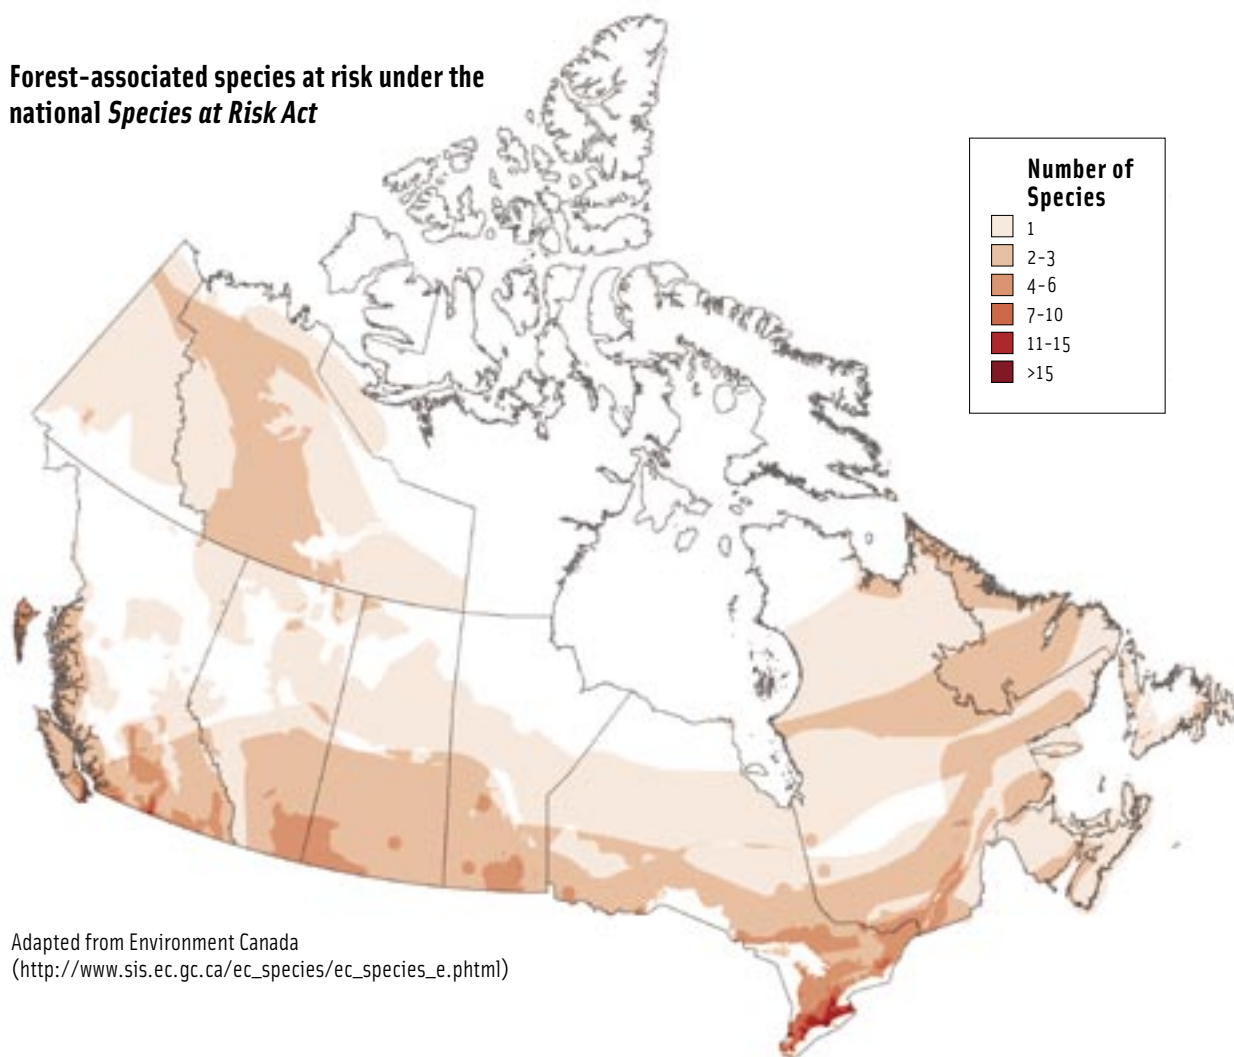 Forest-associated species at risk under the
national Species at Risk Act
Number of
Species
1
2-3
4-6
7-10
11-15
>15
Adapted from Environment Canada
(http://www.sis.ec.gc.ca/ec_species/ec_species_e.phtml)